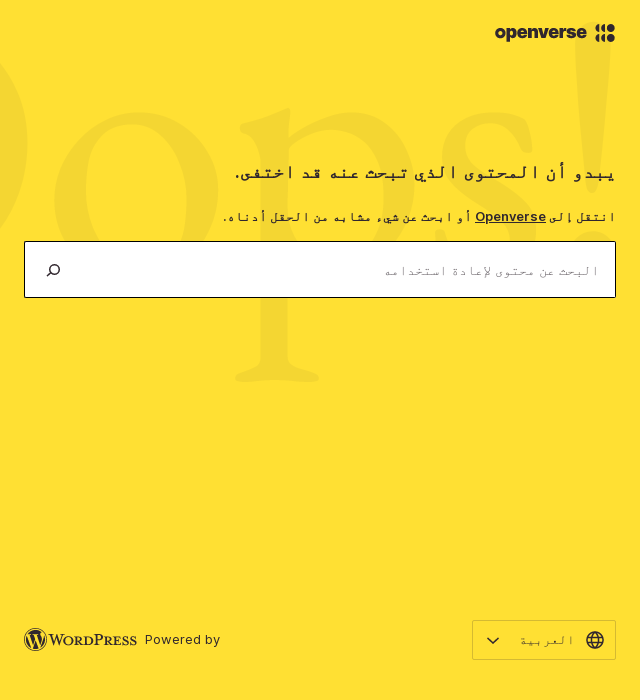 openverse
Oops!
يبدو أن المحتوى الذي تبحث عنه قد اختفى.
انتقل إلى Openverse أو ابحث عن شيء مشابه من الحقل أدناه.
البحث عن محتوى لإعادة استخدامه
العربية
Powered by WORDPRESS